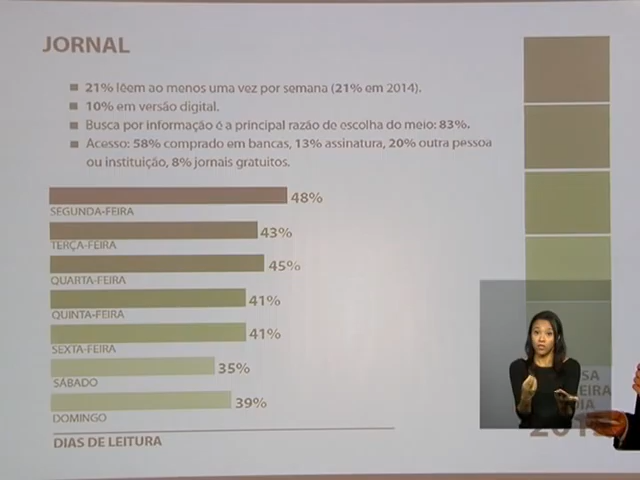 JORNAL
21% lêem ao menos uma vez por semana (21% em 2014).
10% em versão digital.
Busca por informação é a principal razão de escolha do meio: 83%.
Acesso: 58% comprado em bancas, 13% assinatura, 20% outra pessoa
ou instituição, 8% jornais gratuitos.
48%
SEGUNDA-FEIRA
43%
TERÇA-FEIRA
45%
QUARTA-FEIRA
41%
QUINTA-FEIRA
41%
SEXTA-FEIRA
35%
SÁBADO
39%
DOMINGO
DIAS DE LEITURA